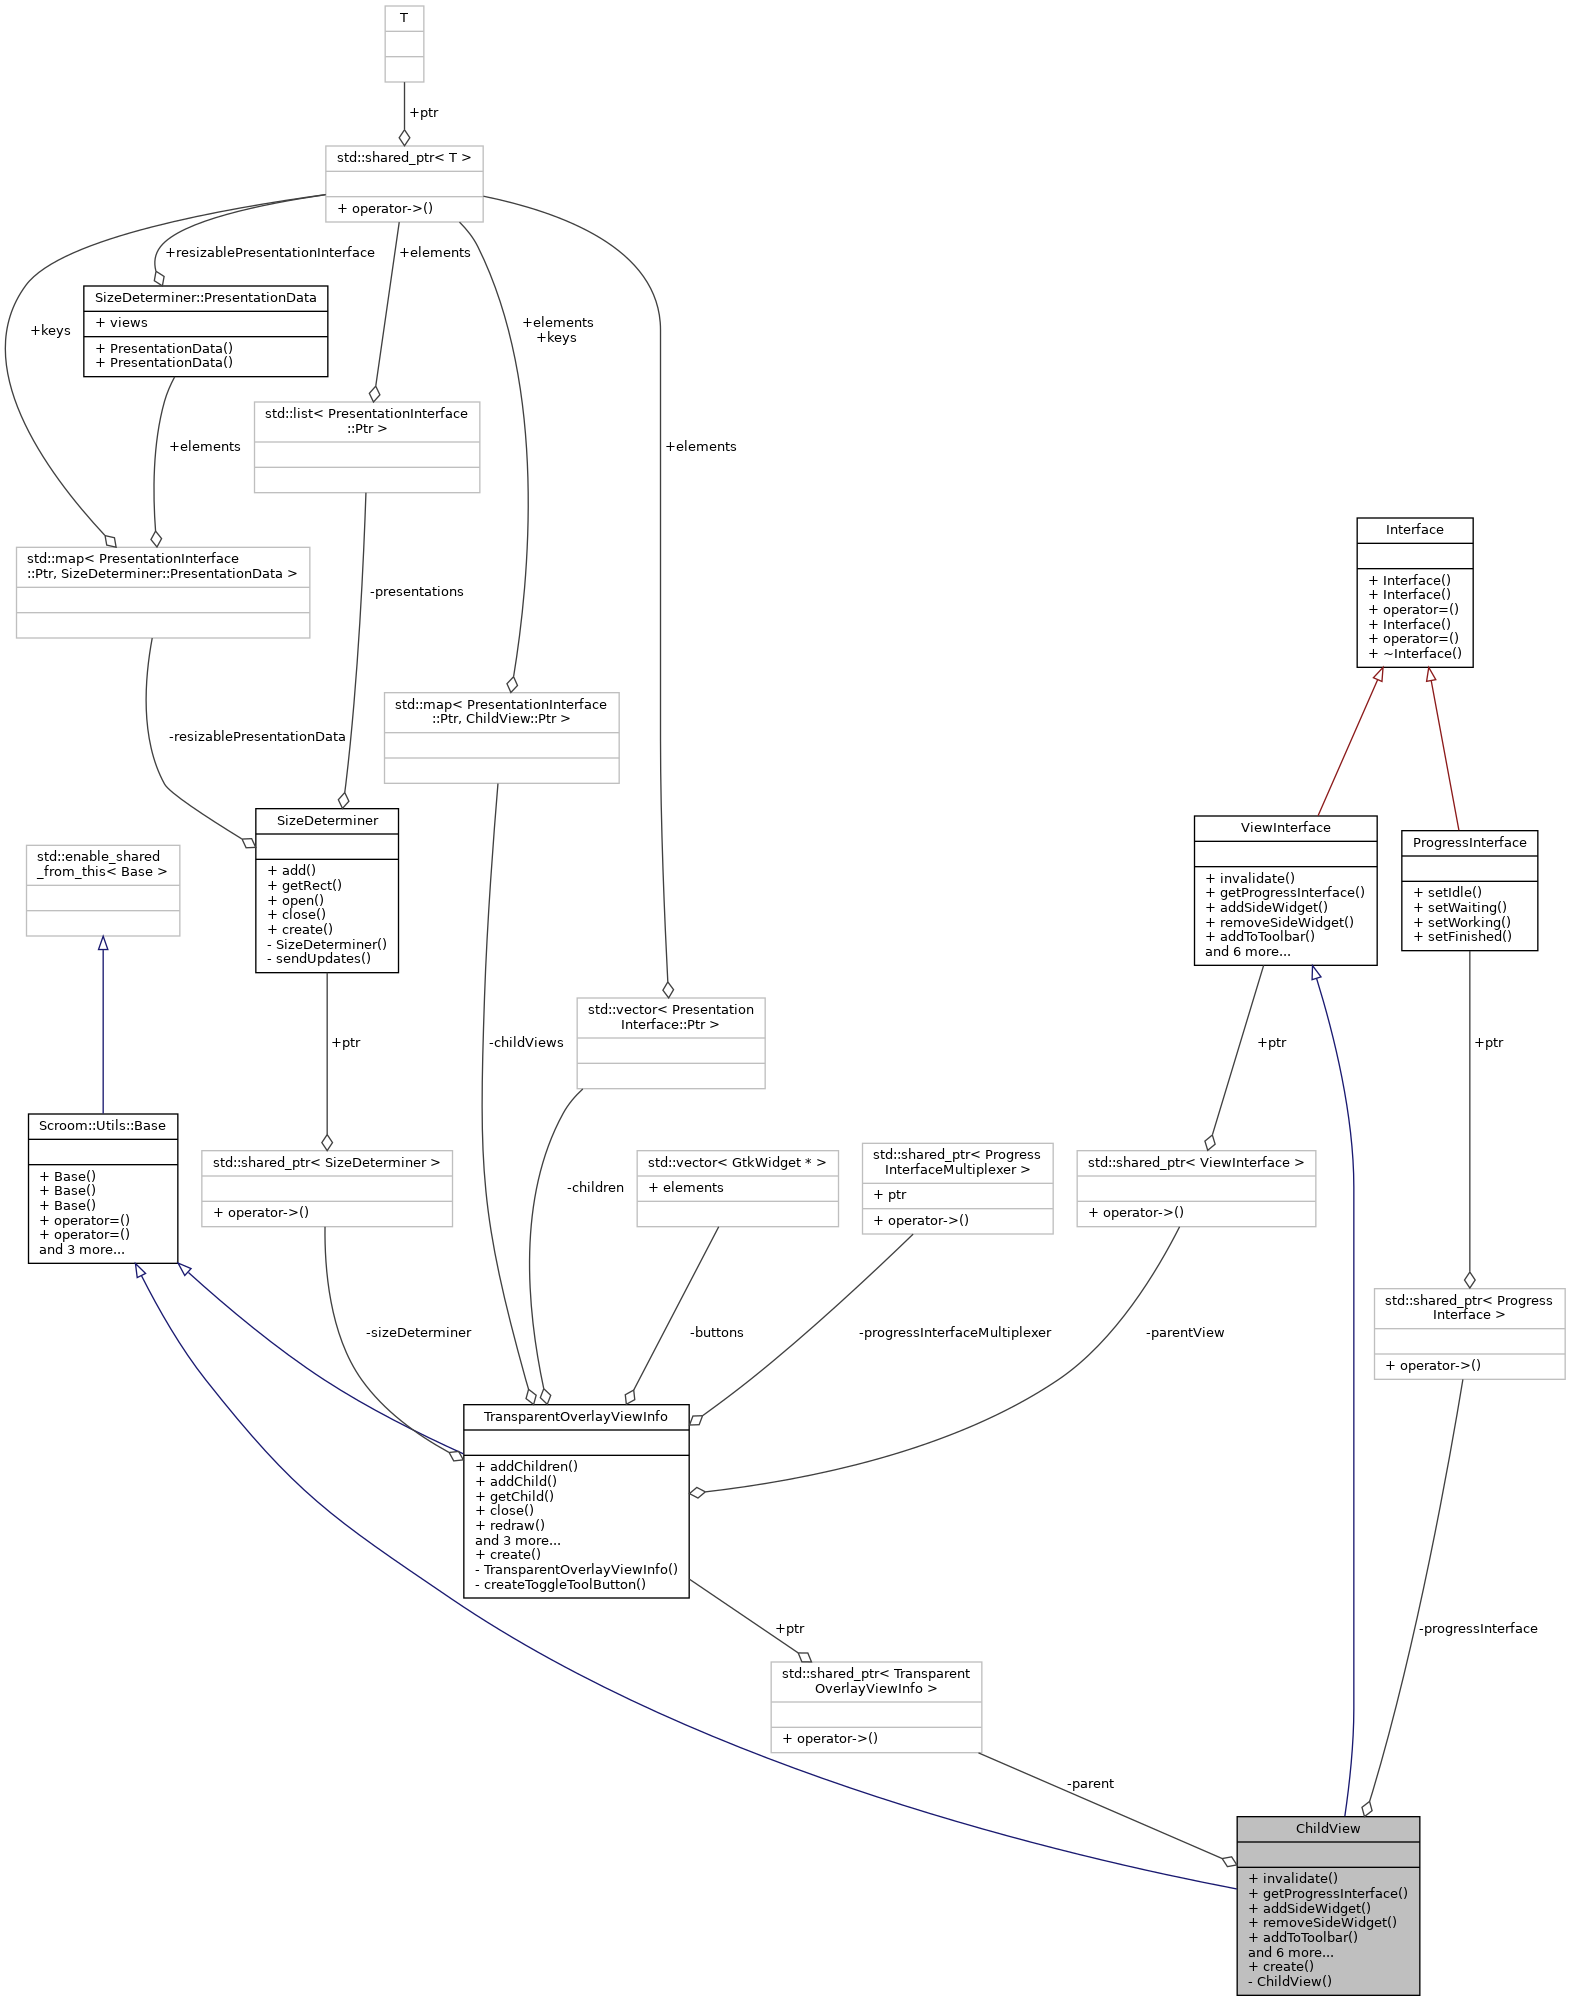 T
+ptr
std::shared_ptr< T >
+ operator->()
+resizablePresentationInterface
+elements
SizeDeterminer::PresentationData
+ views
+ PresentationData()
+ PresentationData()
+keys
+elements
+keys
std::list< PresentationInterface
::Ptr >
+elements
+elements
Interface
+ Interface()
+ Interface()
+ operator=()
+ Interface()
+ operator=()
+ ~Interface()
std::map< PresentationInterface
::Ptr, SizeDeterminer::PresentationData >
-presentations
std::map< PresentationInterface
::Ptr, ChildView::Ptr >
-resizablePresentationData
SizeDeterminer
+ add()
+ getRect()
+ open()
+ close()
+ create()
- SizeDeterminer()
- sendUpdates()
ViewInterface
+ invalidate()
+ getProgressInterface()
+ addSideWidget()
+ removeSideWidget()
+ addToToolbar()
and 6 more...
ProgressInterface
+ setIdle()
+ setWaiting()
+ setWorking()
+ setFinished()
std::enable_shared
_from_this< Base >
std::vector< Presentation
Interface::Ptr >
+ptr
-childViews
+ptr
+ptr
Scroom::Utils::Base
+ Base()
+ Base()
+ Base()
+ operator=()
+ operator=()
and 3 more...
std::shared_ptr< SizeDeterminer >
+ operator->()
-children
std::vector< GtkWidget * >
+ elements
std::shared_ptr< Progress
InterfaceMultiplexer >
+ ptr
+ operator->()
std::shared_ptr< ViewInterface >
+ operator->()
std::shared_ptr< Progress
Interface >
+ operator->()
-sizeDeterminer
-buttons
-progressInterfaceMultiplexer
-parentView
TransparentOverlayViewInfo
+ addChildren()
+ addChild()
+ getChild()
+ close()
+ redraw()
and 3 more...
+ create()
- TransparentOverlayViewInfo()
- createToggleToolButton()
+ptr
-progressInterface
std::shared_ptr< Transparent
OverlayViewInfo >
+ operator->()
-parent
ChildView
+ invalidate()
+ getProgressInterface()
+ addSideWidget()
+ removeSideWidget()
+ addToToolbar()
and 6 more...
+ create()
- ChildView()